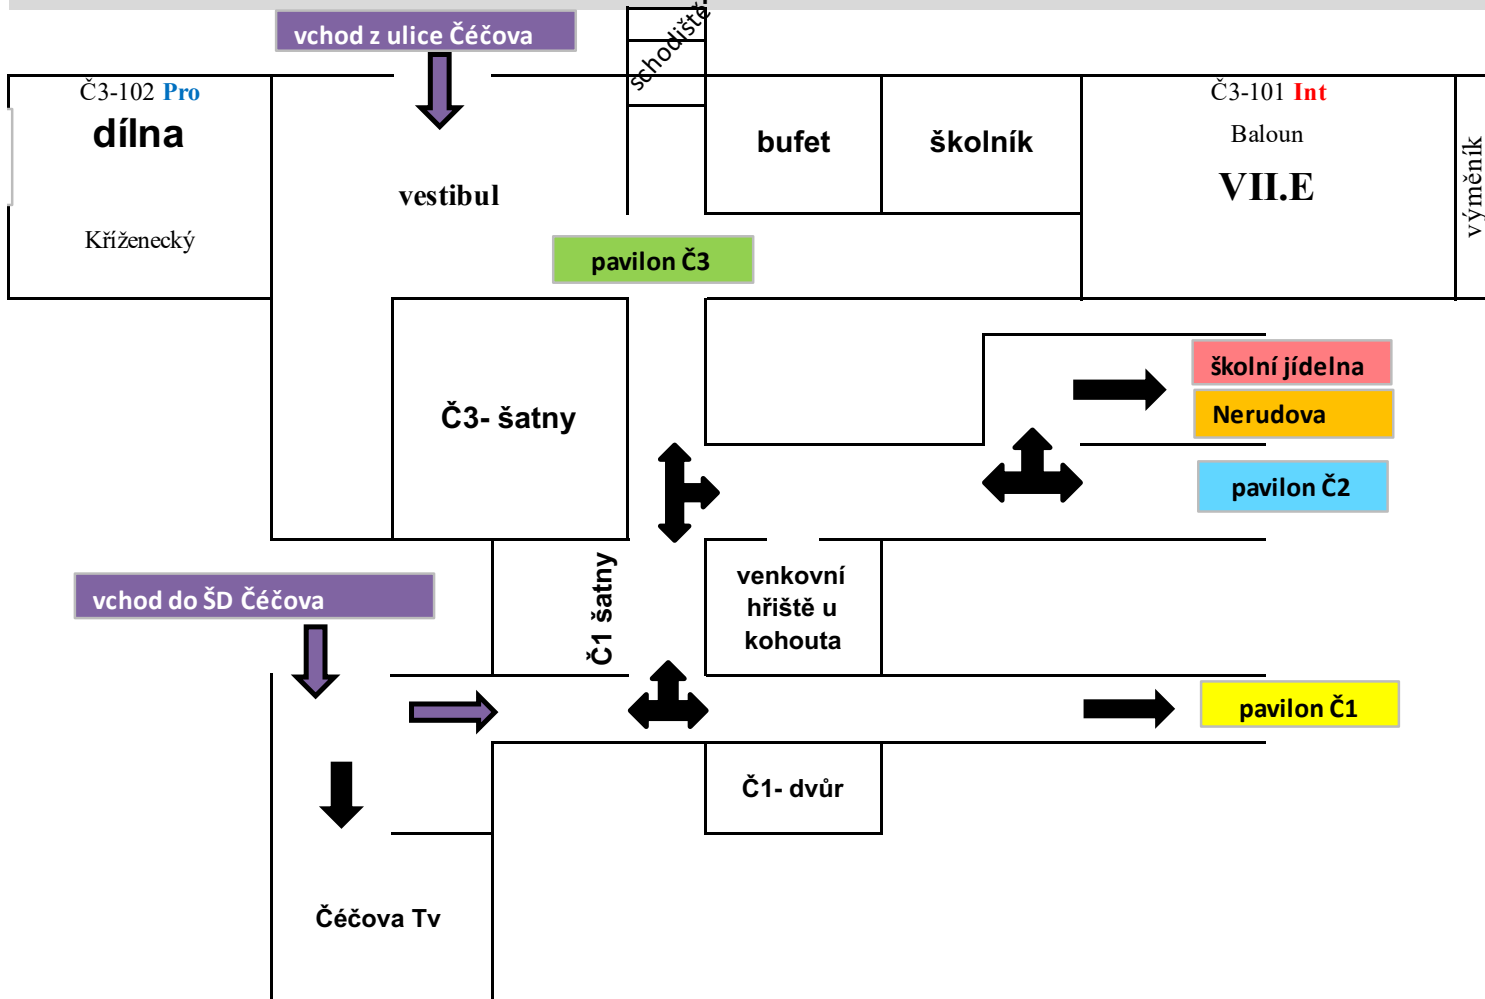 vchod z ulice Čéčova
schodiště
Č3-102 Pro
dílna
Kříženecký
vestibul
bufet
školník
Č3-101 Int
Baloun
VII.E
výměník
pavilon Č3
Č3- šatny
školní jídelna
Nerudova
pavilon Č2
vchod do ŠD Čéčova
Č1 šatny
venkovní
hřiště u
kohouta
pavilon Č1
Č1- dvůr
Čéčova Tv